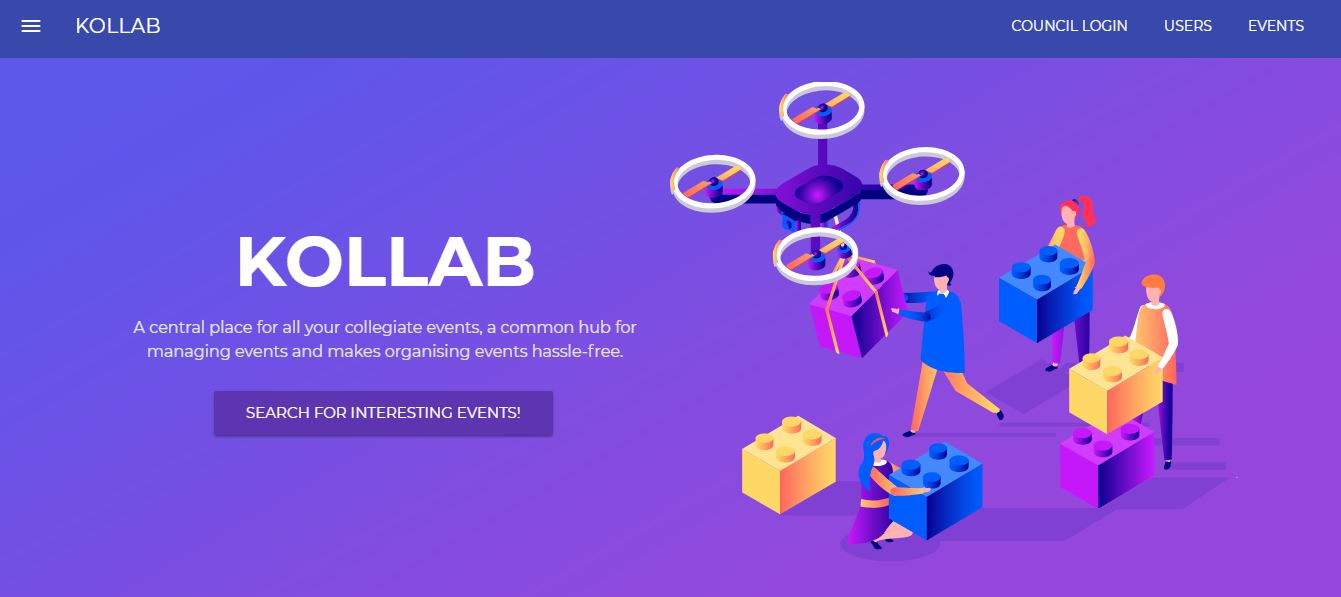 KOLLAB
COUNCIL LOGIN
USERS
EVENTS
KOLLAB
A central place for all your collegiate events, a common hub for
managing events and makes organising events hassle-free.
SEARCH FOR INTERESTING EVENTS!